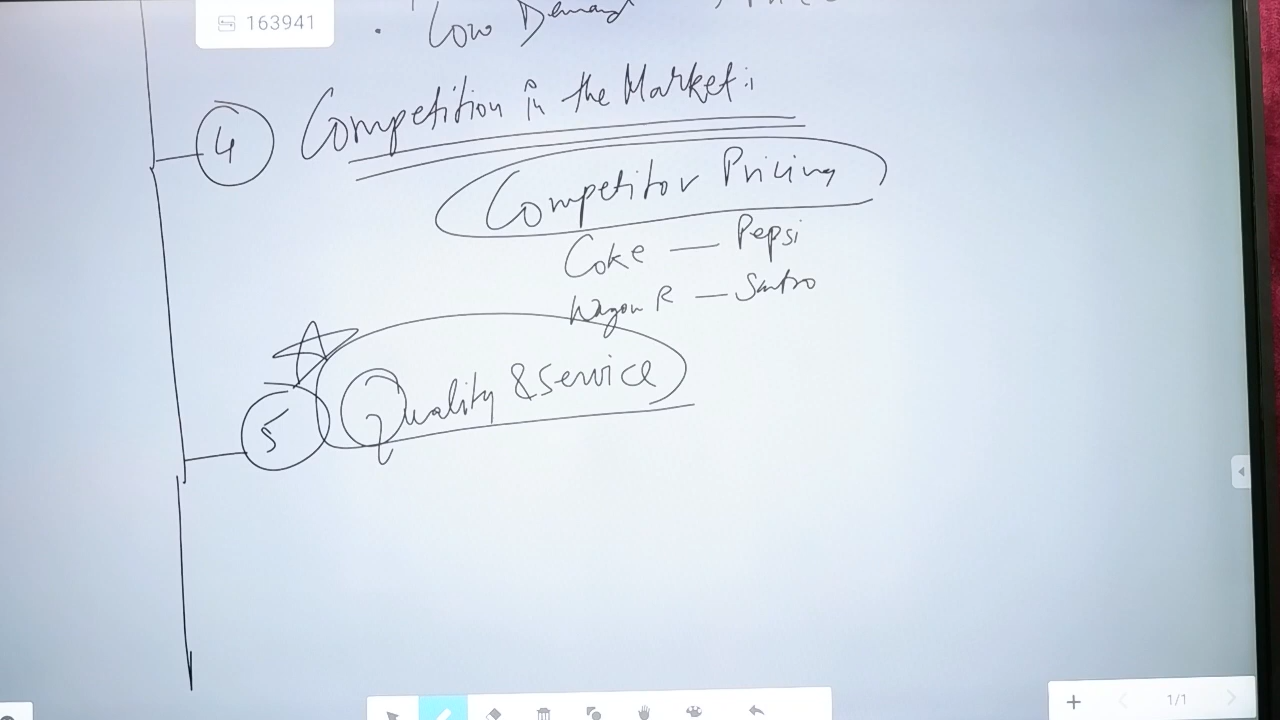 163941
• Low Demand
④ Competition in the Market :
Competitor Pricing
Coke — Pepsi
Wagon R — Santro
⑤ Quality & Service
1/1